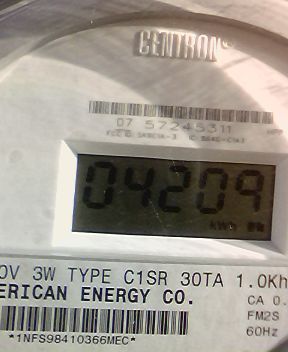 CENTRON
07 57245311
04209
KWH
0V 3W TYPE C1SR 30TA 1.0Kh
ERICAN ENERGY CO.
CA 0.
FM2S
60Hz
*1NFS98410366MEC*